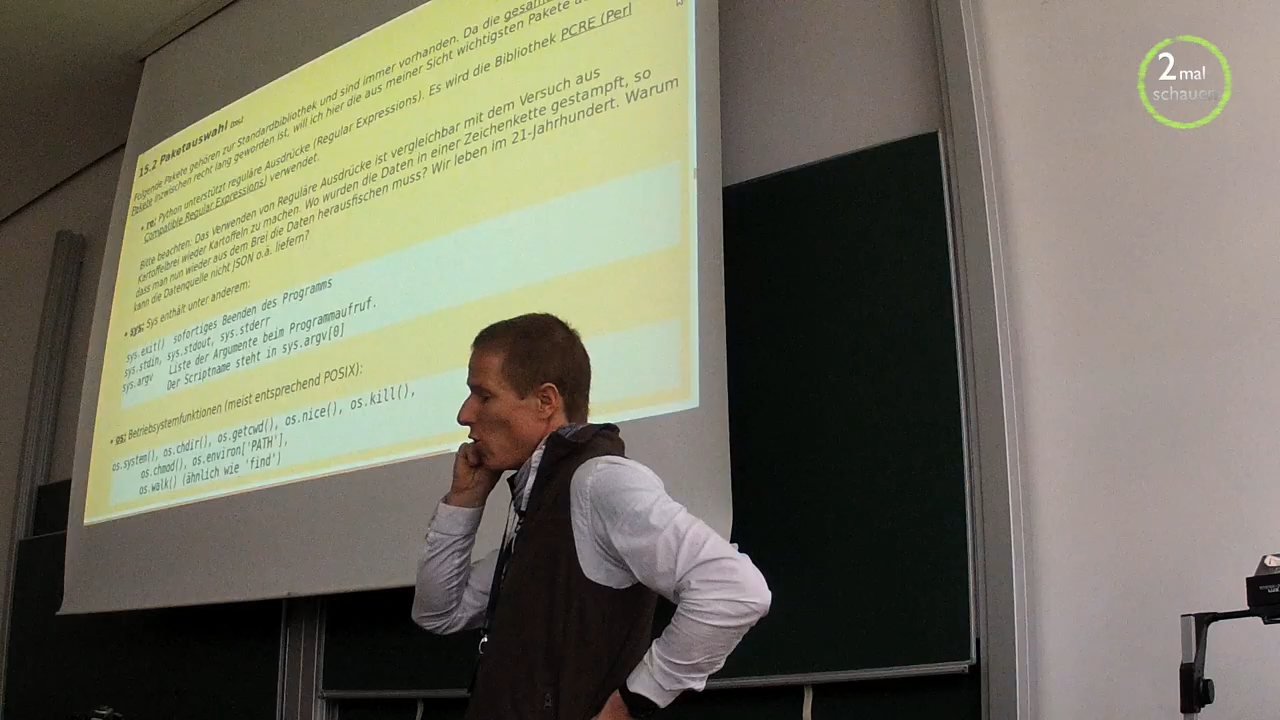 15.2 Paketauswahl [Bas]
Folgende Pakete gehören zur Standardbibliothek und sind immer vorhanden. Da die gesam
Pakete inzwischen recht lang geworden ist, will ich hier die aus meiner Sicht wichtigsten Pakete
• re: Python unterstützt reguläre Ausdrücke (Regular Expressions). Es wird die Bibliothek PCRE (Perl
Compatible Regular Expressions) verwendet.
Bitte beachten: Das Verwenden von Reguläre Ausdrücke ist vergleichbar mit dem Versuch aus
Kartoffelbrei wieder Kartoffeln zu machen. Wo wurden die Daten in einer Zeichenkette gestampft, so
dass man nun wieder aus dem Brei die Daten herausfischen muss? Wir leben im 21-Jahrhundert. Warum
kann die Datenquelle nicht JSON o.ä. liefern?
• sys: Sys enthält unter anderem:
sys.exit() sofortiges Beenden des Programms
sys.stdin, sys.stdout, sys.stderr
sys.argv Liste der Argumente beim Programmaufruf.
Der Scriptname steht in sys.argv[0]
• os: Betriebsystemfunktionen (meist entsprechend POSIX):
os.system(), os.chdir(), os.getcwd(), os.nice(), os.kill(),
os.chmod(), os.environ['PATH'],
os.walk() (ähnlich wie 'find')
2mal
schauen